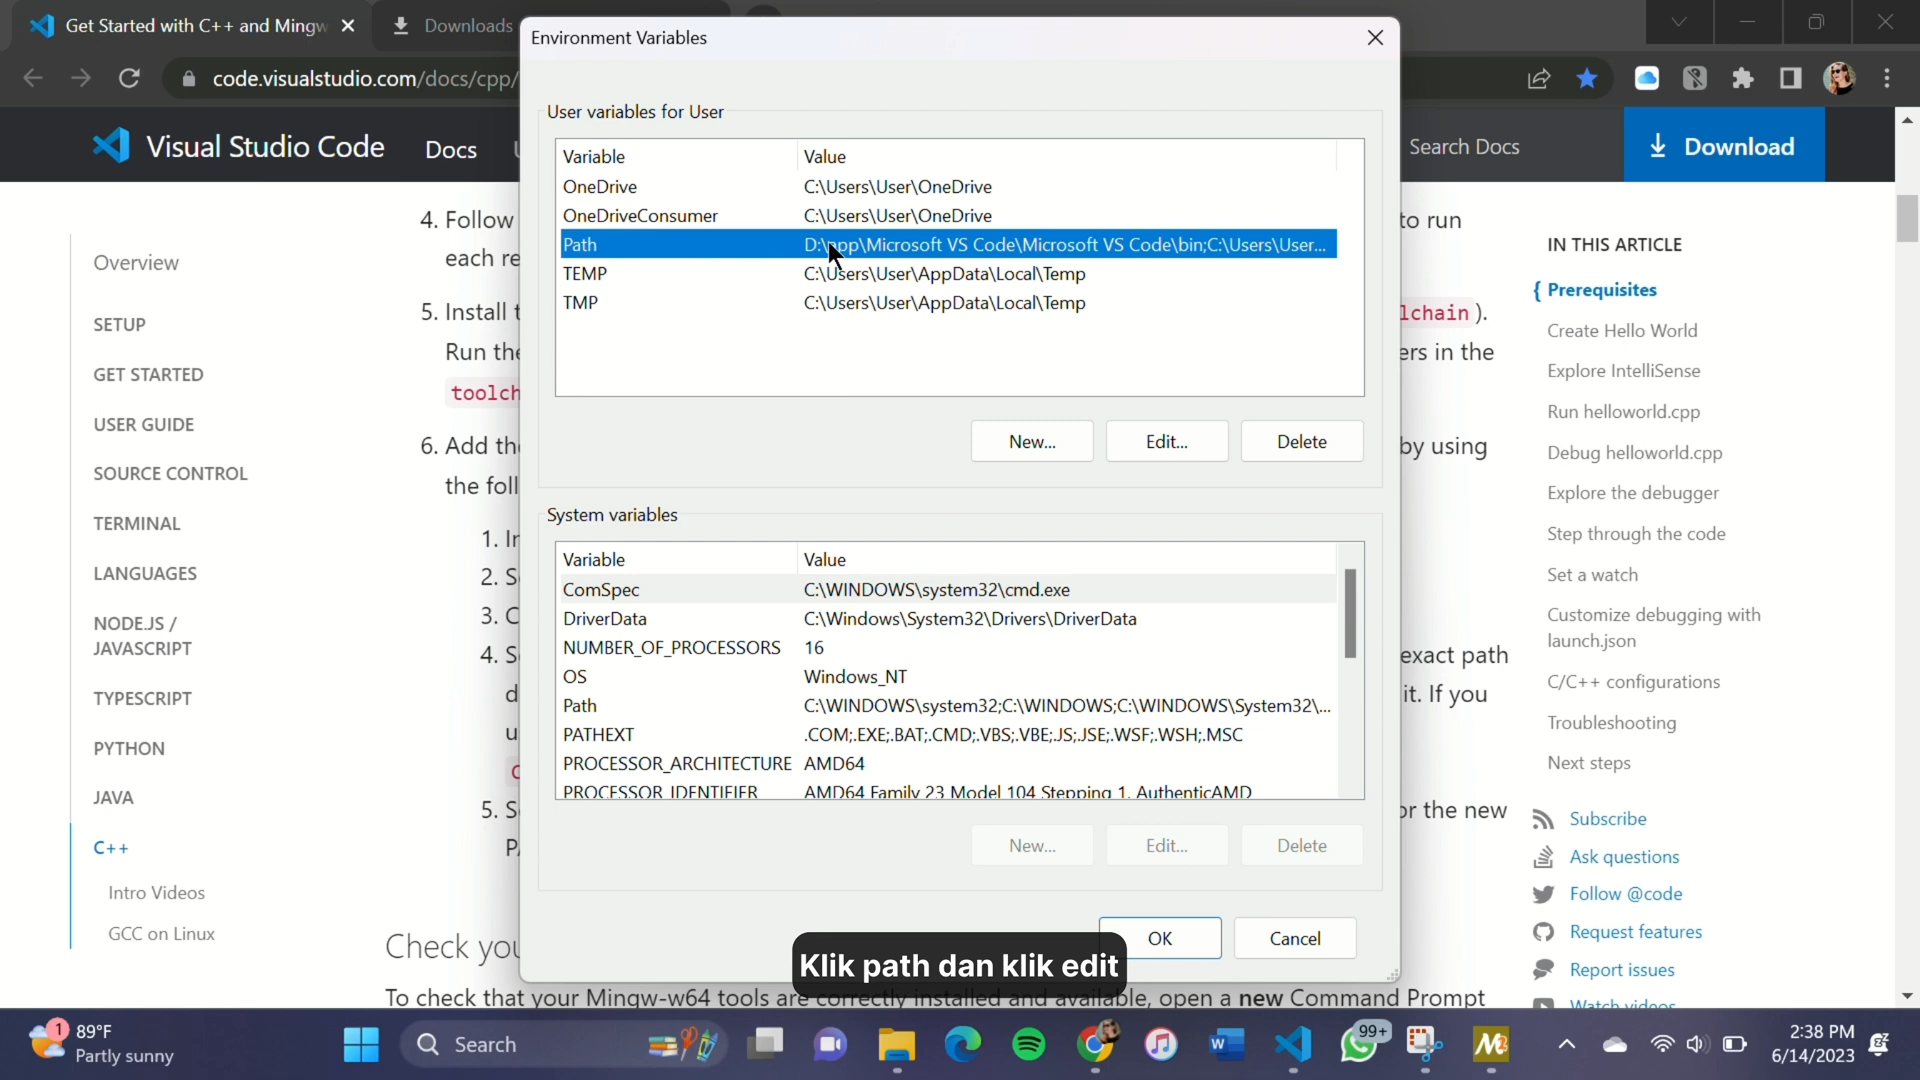 Get Started with C++ and Mingw
Downloads
code.visualstudio.com/docs/cpp/
Visual Studio Code
Docs
Search Docs
Download
Overview
SETUP
GET STARTED
USER GUIDE
SOURCE CONTROL
TERMINAL
LANGUAGES
NODE.JS /
JAVASCRIPT
TYPESCRIPT
PYTHON
JAVA
C++
Intro Videos
GCC on Linux
4. Follow
each re
5. Install t
Run the
toolch
6. Add the
the foll
1. In
2. S
3. C
4. S
d
u
c
5. S
P
Check you
To check that your Mingw-w64 tools are correctly installed and available, open a new Command Prompt
Environment Variables
User variables for User
Variable Value
OneDrive C:\Users\User\OneDrive
OneDriveConsumer C:\Users\User\OneDrive
Path D:\app\Microsoft VS Code\Microsoft VS Code\bin;C:\Users\User...
TEMP C:\Users\User\AppData\Local\Temp
TMP C:\Users\User\AppData\Local\Temp
New... Edit... Delete
System variables
Variable Value
ComSpec C:\WINDOWS\system32\cmd.exe
DriverData C:\Windows\System32\Drivers\DriverData
NUMBER_OF_PROCESSORS 16
OS Windows_NT
Path C:\WINDOWS\system32;C:\WINDOWS;C:\WINDOWS\System32\...
PATHEXT .COM;.EXE;.BAT;.CMD;.VBS;.VBE;.JS;.JSE;.WSF;.WSH;.MSC
PROCESSOR_ARCHITECTURE AMD64
PROCESSOR_IDENTIFIER AMD64 Family 23 Model 104 Stepping 1, AuthenticAMD
New... Edit... Delete
OK Cancel
Klik path dan klik edit
to run
lchain ).
ers in the
by using
exact path
it. If you
or the new
IN THIS ARTICLE
Prerequisites
Create Hello World
Explore IntelliSense
Run helloworld.cpp
Debug helloworld.cpp
Explore the debugger
Step through the code
Set a watch
Customize debugging with
launch.json
C/C++ configurations
Troubleshooting
Next steps
Subscribe
Ask questions
Follow @code
Request features
Report issues
Watch videos
1
89°F
Partly sunny
Search
99+
2:38 PM
6/14/2023